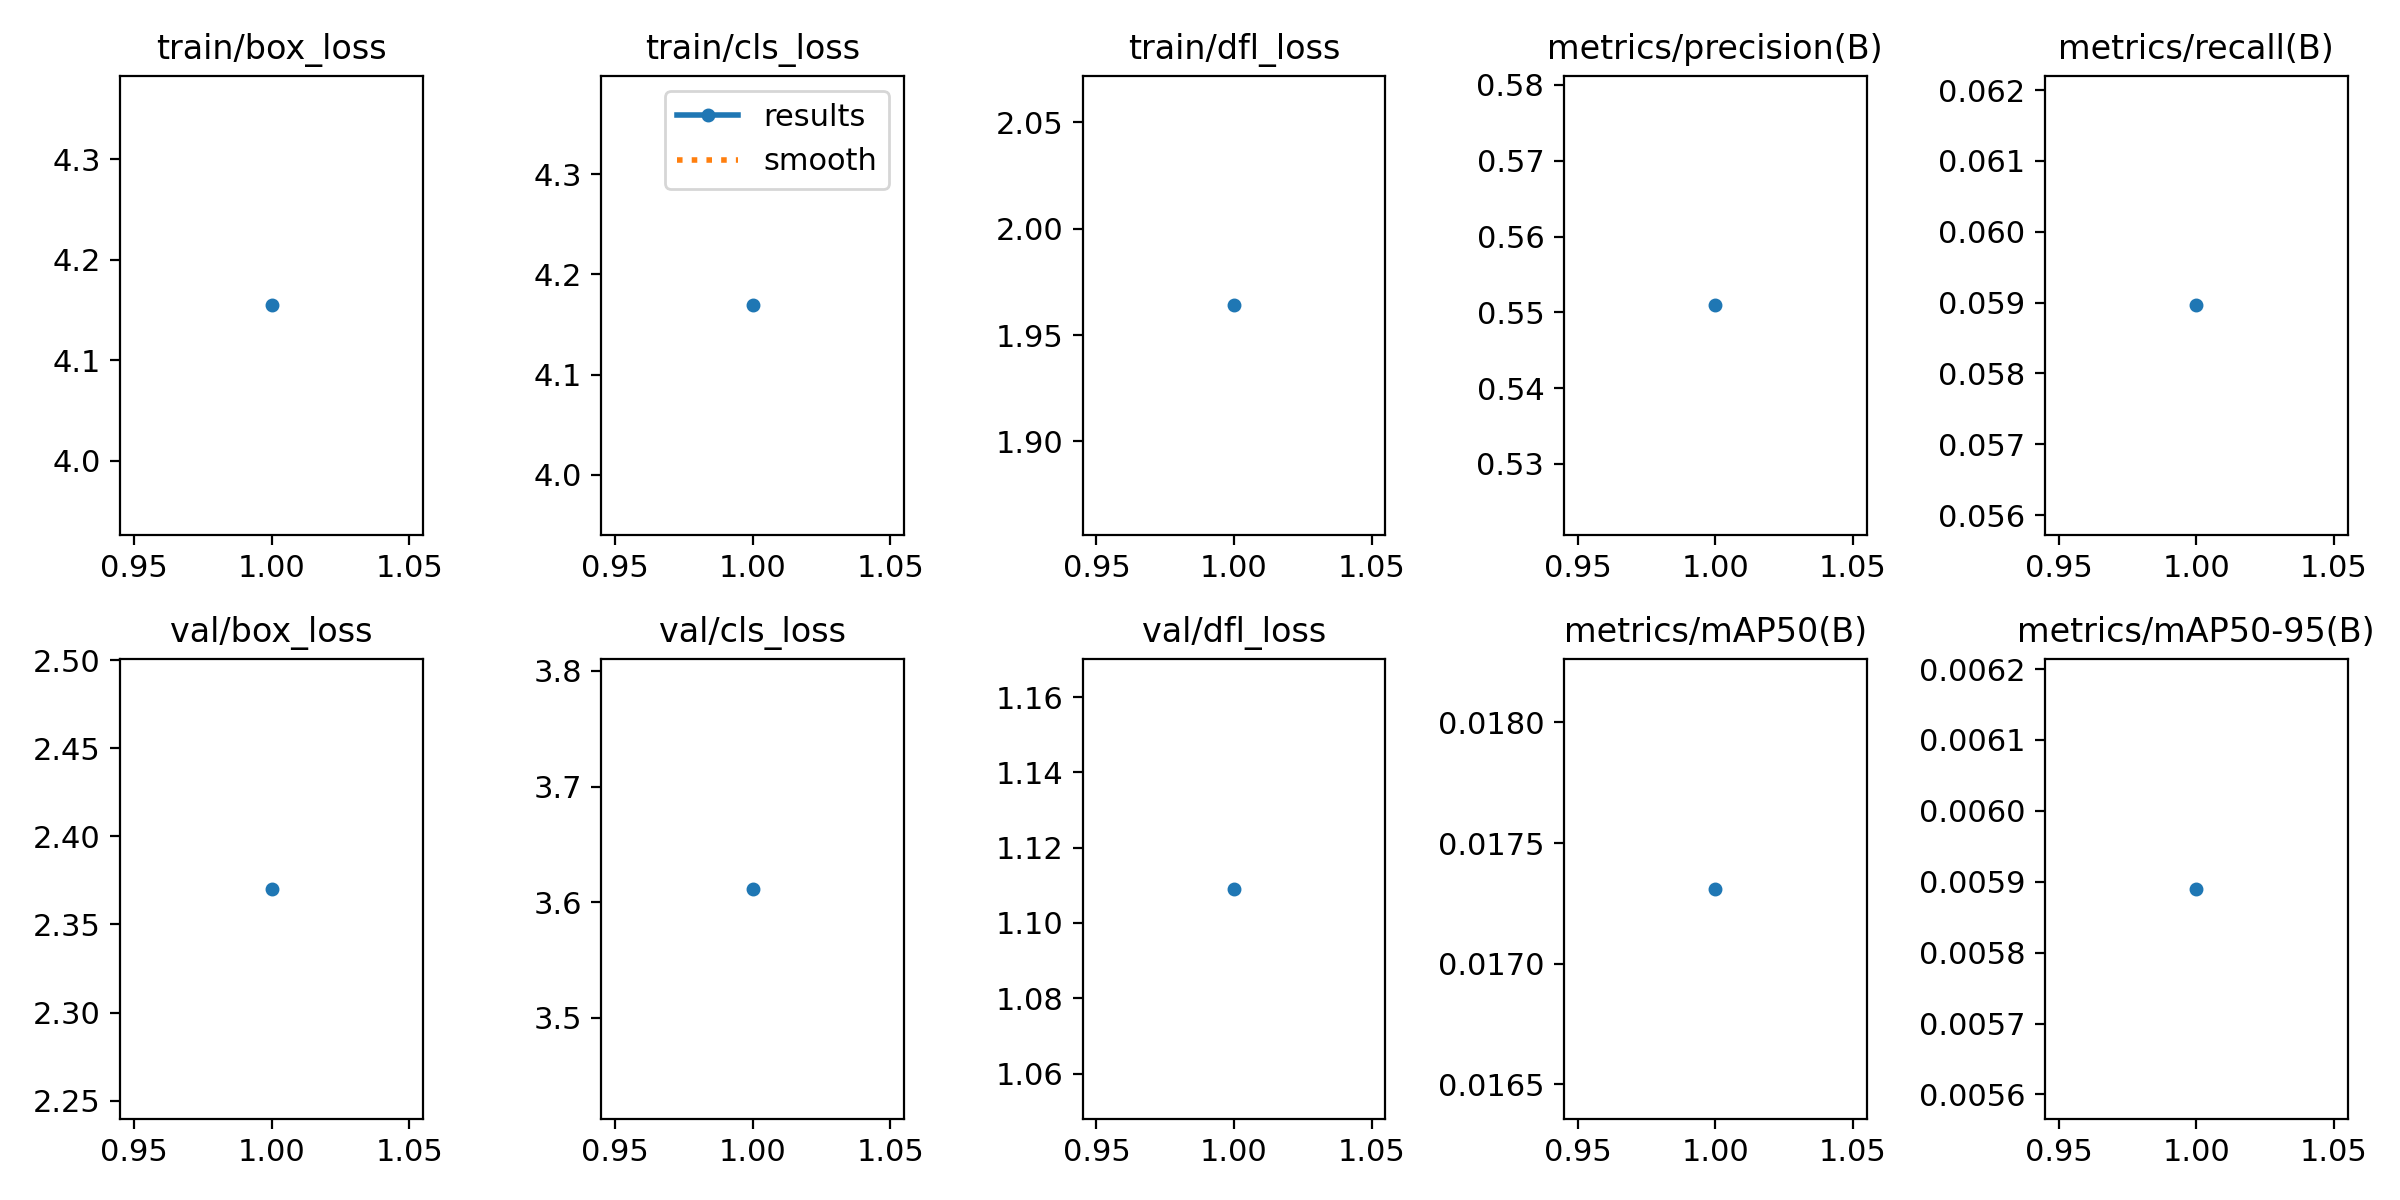 train/box_loss
4.3
4.2
4.1
4.0
0.95 1.00 1.05
train/cls_loss
results
smooth
4.3
4.2
4.1
4.0
0.95 1.00 1.05
train/dfl_loss
2.05
2.00
1.95
1.90
0.95 1.00 1.05
metrics/precision(B)
0.58
0.57
0.56
0.55
0.54
0.53
0.95 1.00 1.05
metrics/recall(B)
0.062
0.061
0.060
0.059
0.058
0.057
0.056
0.95 1.00 1.05
val/box_loss
2.50
2.45
2.40
2.35
2.30
2.25
0.95 1.00 1.05
val/cls_loss
3.8
3.7
3.6
3.5
0.95 1.00 1.05
val/dfl_loss
1.16
1.14
1.12
1.10
1.08
1.06
0.95 1.00 1.05
metrics/mAP50(B)
0.0180
0.0175
0.0170
0.0165
0.95 1.00 1.05
metrics/mAP50-95(B)
0.0062
0.0061
0.0060
0.0059
0.0058
0.0057
0.0056
0.95 1.00 1.05